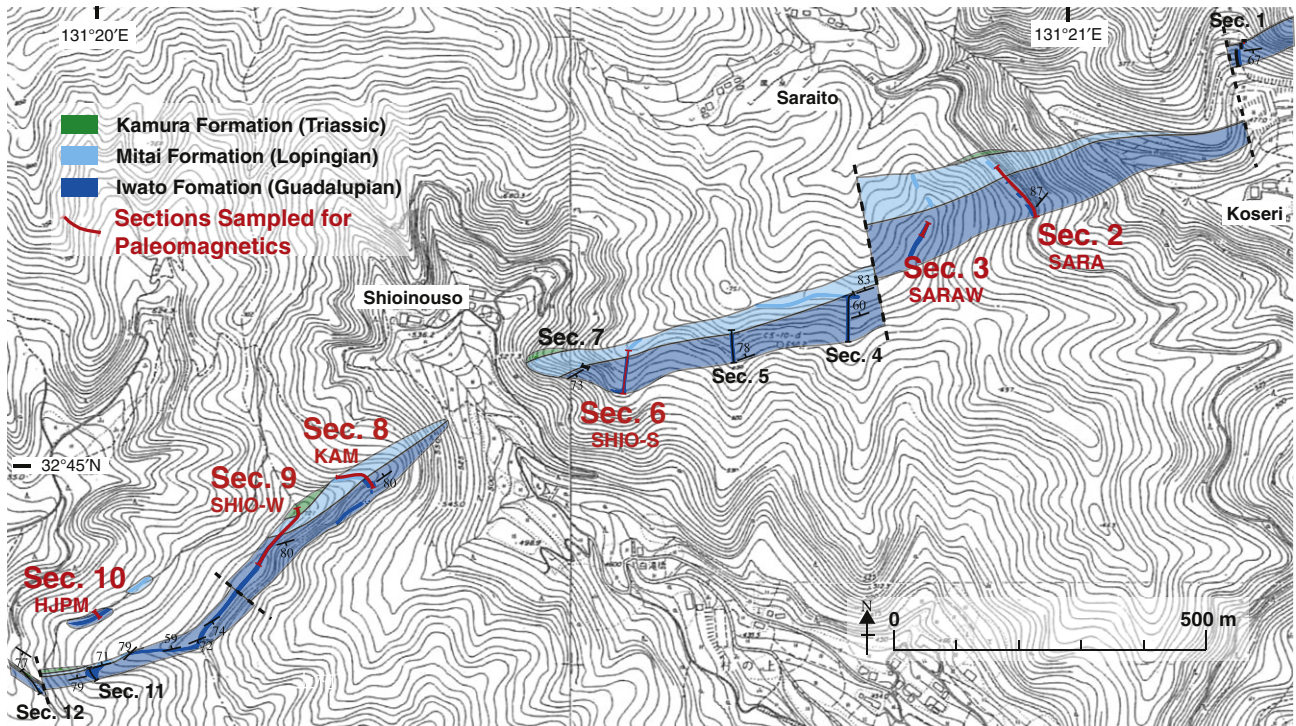 131°20′E
131°21′E
Sec. 1
67
Saraito
Kamura Formation (Triassic)
Mitai Formation (Lopingian)
Iwato Fomation (Guadalupian)
Sections Sampled for
Paleomagnetics
87
Koseri
Sec. 2
SARA
Sec. 3
SARAW
83
60
Shioinouso
Sec. 7
73
78
Sec. 5
Sec. 4
Sec. 6
SHIO-S
Sec. 8
KAM
80
32°45′N
Sec. 9
SHIO-W
80
Sec. 10
HJPM
白滝橋
N
0
500 m
74
72
59
79
71
77
79
Sec. 11
Sec. 12